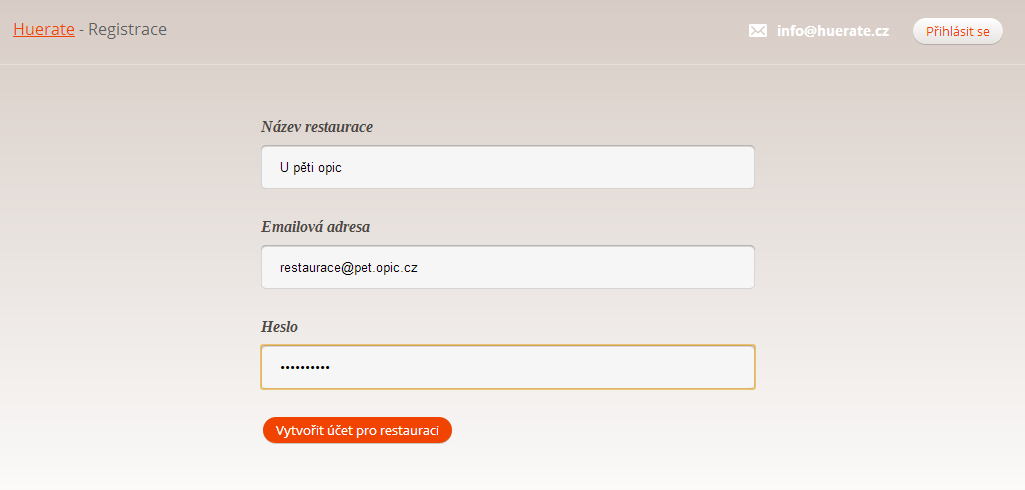 Huerate - Registrace
info@huerate.cz
Přihlásit se
Název restaurace
U pěti opic
Emailová adresa
restaurace@pet.opic.cz
Heslo
••••••••••
Vytvořit účet pro restauraci